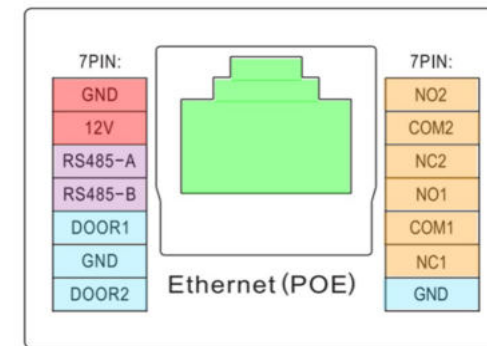 7PIN:
GND
12V
RS485-A
RS485-B
DOOR1
GND
DOOR2
Ethernet(POE)
7PIN:
NO2
COM2
NC2
NO1
COM1
NC1
GND